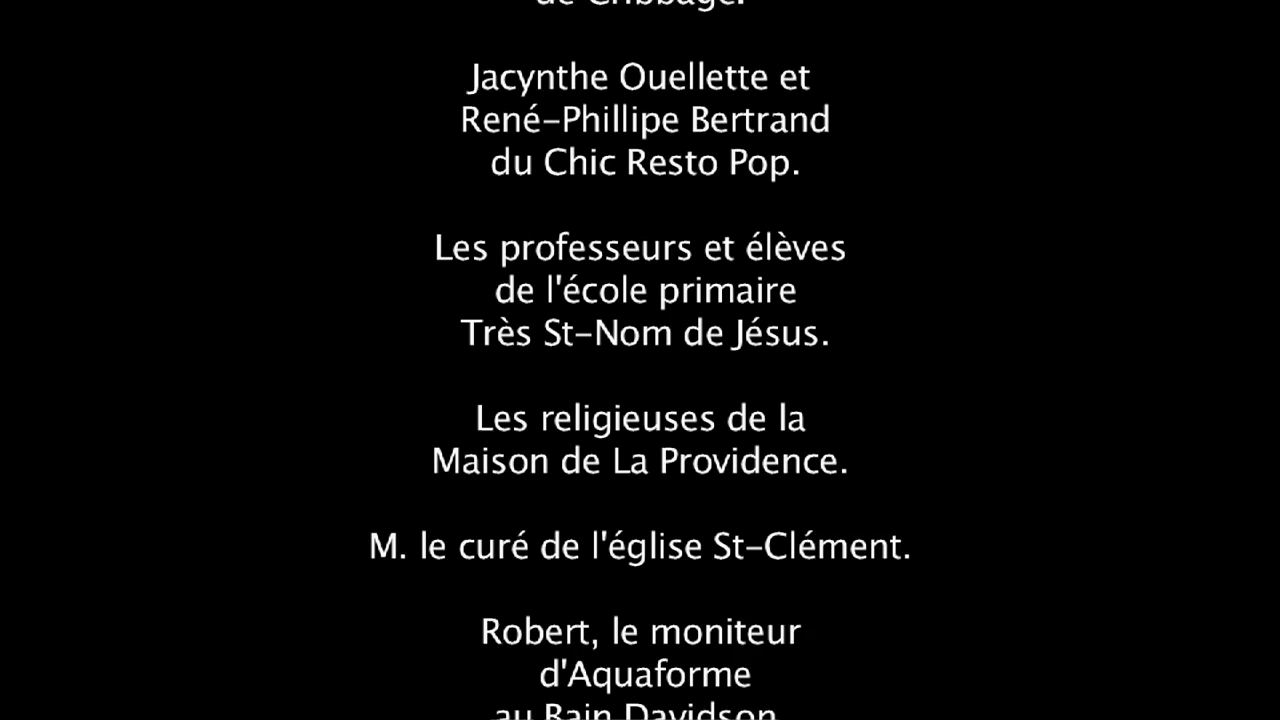 de Cribbage.
Jacynthe Ouellette et
René-Phillipe Bertrand
du Chic Resto Pop.
Les professeurs et élèves
de l'école primaire
Très St-Nom de Jésus.
Les religieuses de la
Maison de La Providence.
M. le curé de l'église St-Clément.
Robert, le moniteur
d'Aquaforme
au Bain Davidson